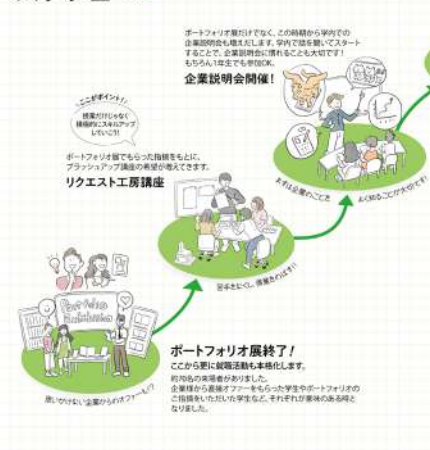 ポートフォリオ展だけでなく、この時期から学内での
企業説明会も増えだします。学内で話を聞いてスタート
することで、企業説明会に慣れることも大切です！
もちろん1年生でも参加OK。
企業説明会開催！
ここがポイント！
授業だけじゃなく
積極的にスキルアップ
していこう！
ポートフォリオ展でもらった指摘をもとに、
ブラッシュアップ講座の希望が増えてきます。
リクエスト工房講座
まずは企業のことを
よく知ることが大切です！
苦手をなくし、得意をのばす！！
Portfolio
Exhibition
思いがけない企業からのオファーも！？
ポートフォリオ展終了！
ここから更に就職活動も本格化します。
約70名の来場者がありました。
企業様から直接オファーをもらった学生やポートフォリオの
ご指摘をいただいた学生など、それぞれが意味のある時と
なりました。